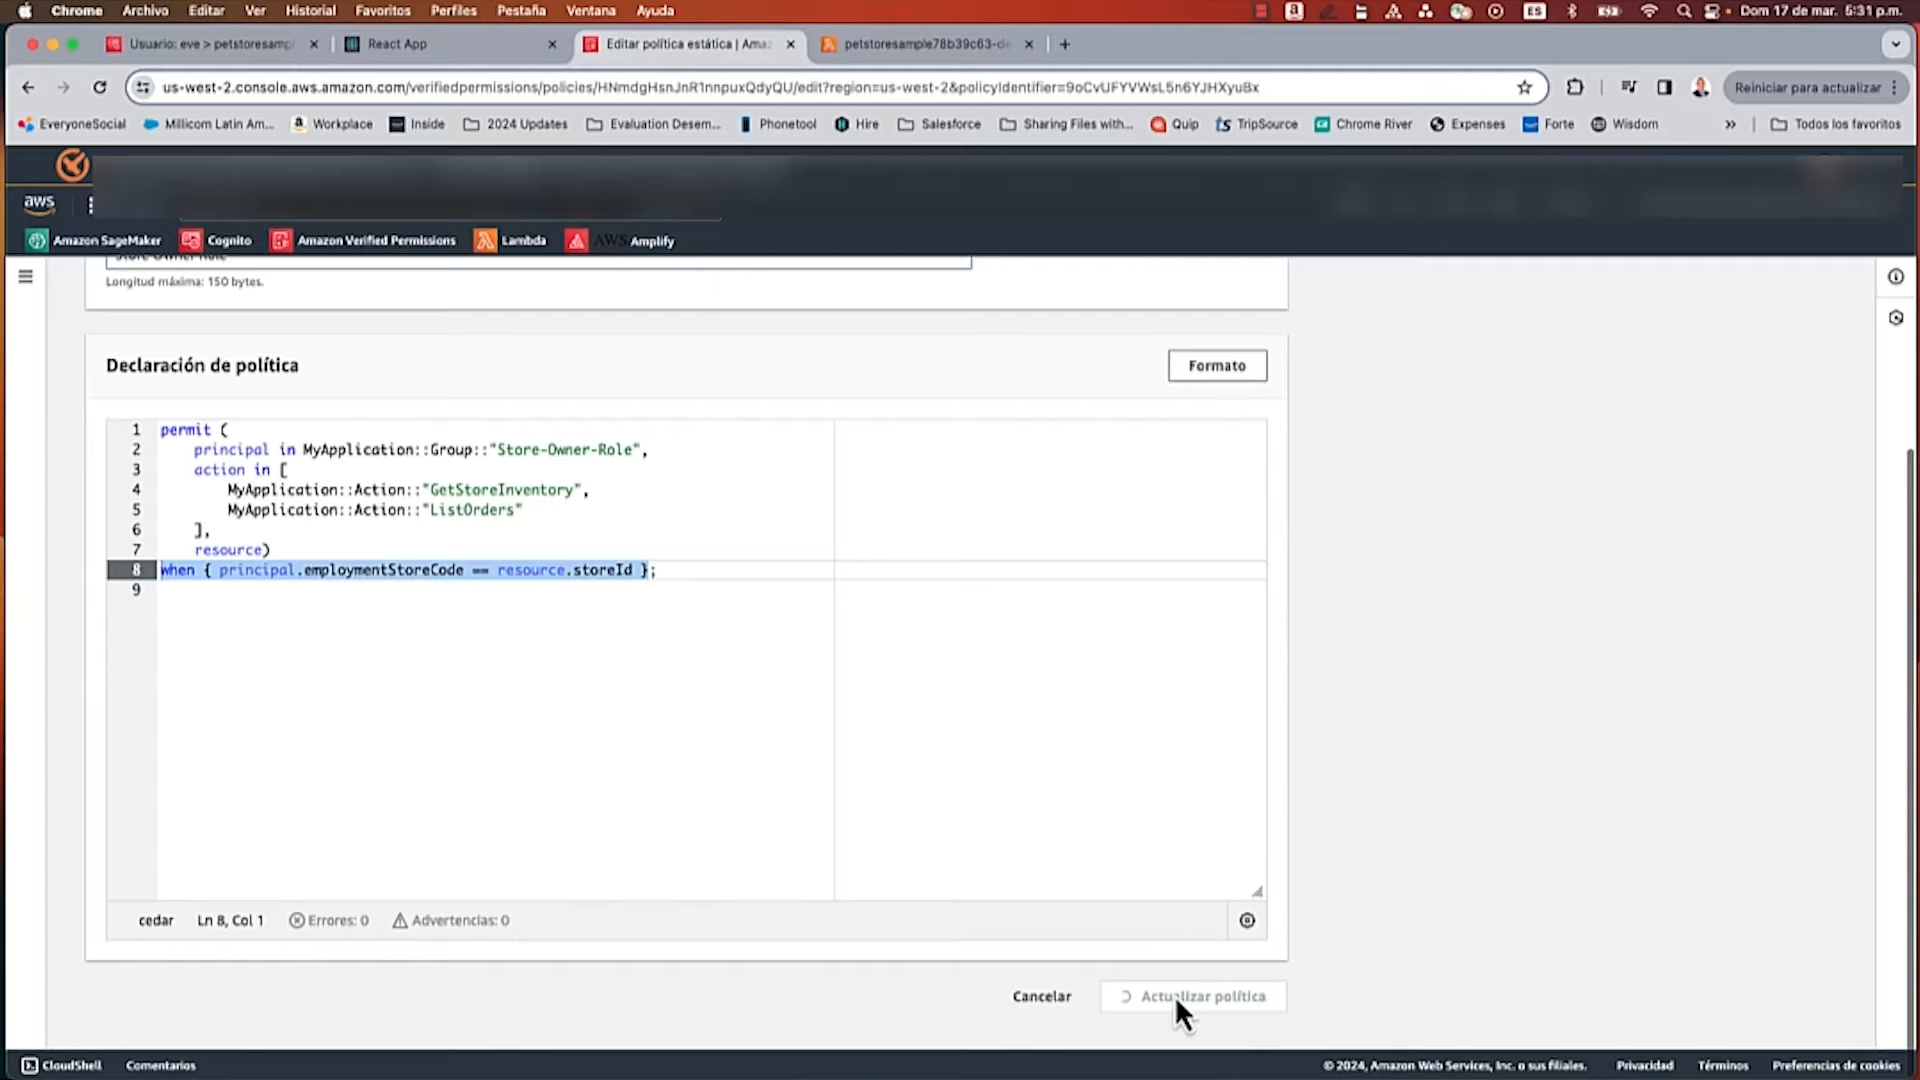 Chrome Archivo Editar Ver Historial Favoritos Perfiles Pestaña Ventana Ayuda ES Dom 17 de mar. 5:31 p.m.
Usuario: eve > petstoresamp React App Editar política estática | Ama petstoresample78b39c63-d
us-west-2.console.aws.amazon.com/verifiedpermissions/policies/HNmdgHsnJnR1nnpuxQdyQU/edit?region=us-west-2&policyIdentifier=9oCvUFYVWsL5n6YJHXyuBx Reiniciar para actualizar
EveryoneSocial Millicom Latin Am... Workplace Inside 2024 Updates Evaluation Desem... Phonetool Hire Salesforce Sharing Files with... Quip TripSource Chrome River Expenses Forte Wisdom >> Todos los favoritos
aws
Amazon SageMaker Cognito Amazon Verified Permissions Lambda AWS Amplify
Store Owner Role
Longitud máxima: 150 bytes.
Declaración de política Formato
1 permit (
2 principal in MyApplication::Group::"Store-Owner-Role",
3 action in [
4 MyApplication::Action::"GetStoreInventory",
5 MyApplication::Action::"ListOrders"
6 ],
7 resource)
8 when { principal.employmentStoreCode == resource.storeId };
9
cedar Ln 8, Col 1 Errores: 0 Advertencias: 0
Cancelar Actualizar política
CloudShell Comentarios © 2024, Amazon Web Services, Inc. o sus filiales. Privacidad Términos Preferencias de cookies